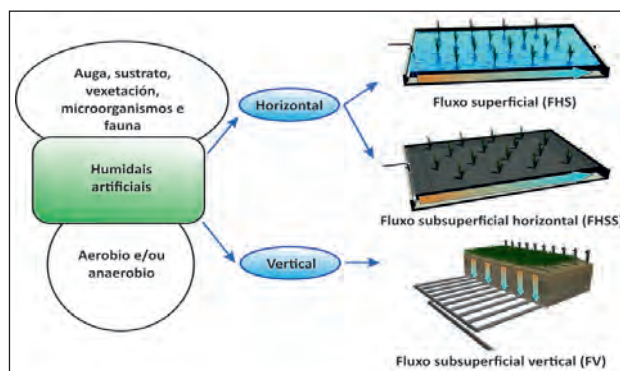 Auga, sustrato,
vexetación,
microorganismos e
fauna
Humidais
artificiais
Aerobio e/ou
anaerobio
Horizontal
Vertical
Fluxo superficial (FHS)
Fluxo subsuperficial horizontal (FHSS)
Fluxo subsuperficial vertical (FV)